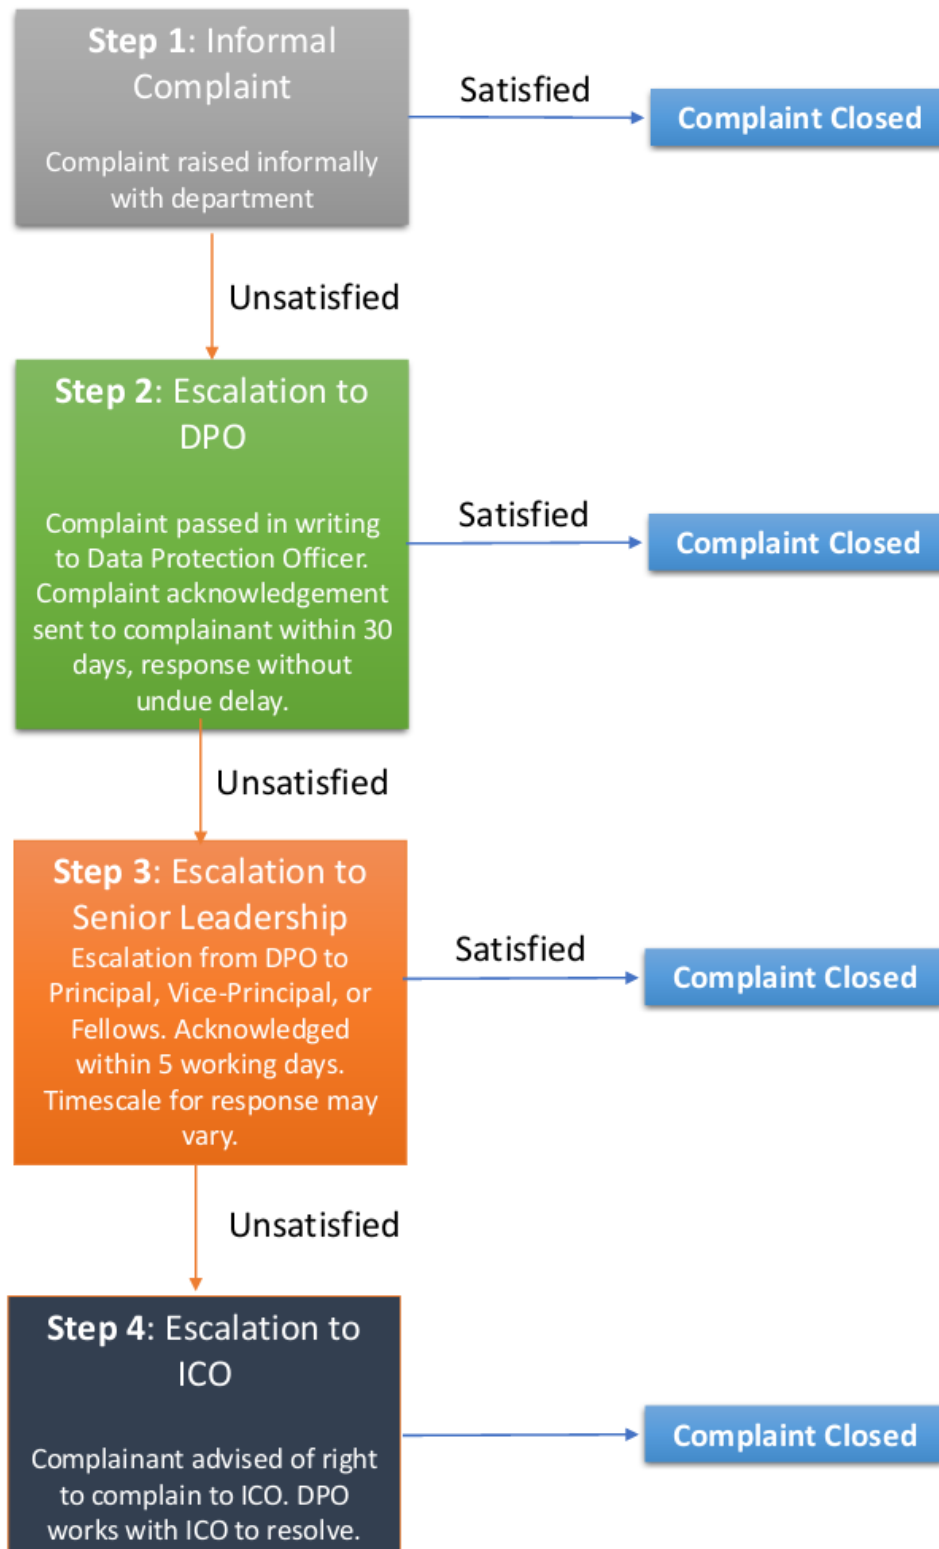 Step 1: Informal
Complaint
Complaint raised informally
with department
Satisfied
Complaint Closed
Unsatisfied
Step 2: Escalation to
DPO
Complaint passed in writing
to Data Protection Officer.
Complaint acknowledgement
sent to complainant within 30
days, response without
undue delay.
Satisfied
Complaint Closed
Unsatisfied
Step 3: Escalation to
Senior Leadership
Escalation from DPO to
Principal, Vice-Principal, or
Fellows. Acknowledged
within 5 working days.
Timescale for response may
vary.
Satisfied
Complaint Closed
Unsatisfied
Step 4: Escalation to
ICO
Complainant advised of right
to complain to ICO. DPO
works with ICO to resolve.
Complaint Closed